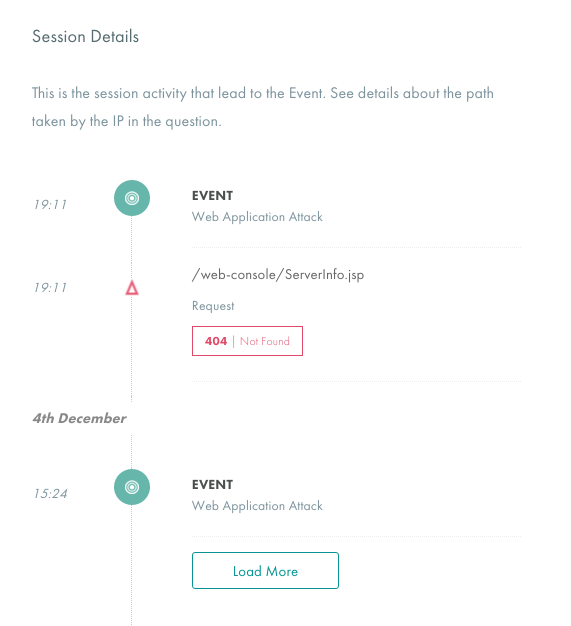 Session Details
This is the session activity that lead to the Event. See details about the path
taken by the IP in the question.
19:11
EVENT
Web Application Attack
19:11
/web-console/ServerInfo.jsp
Request
404 | Not Found
4th December
15:24
EVENT
Web Application Attack
Load More